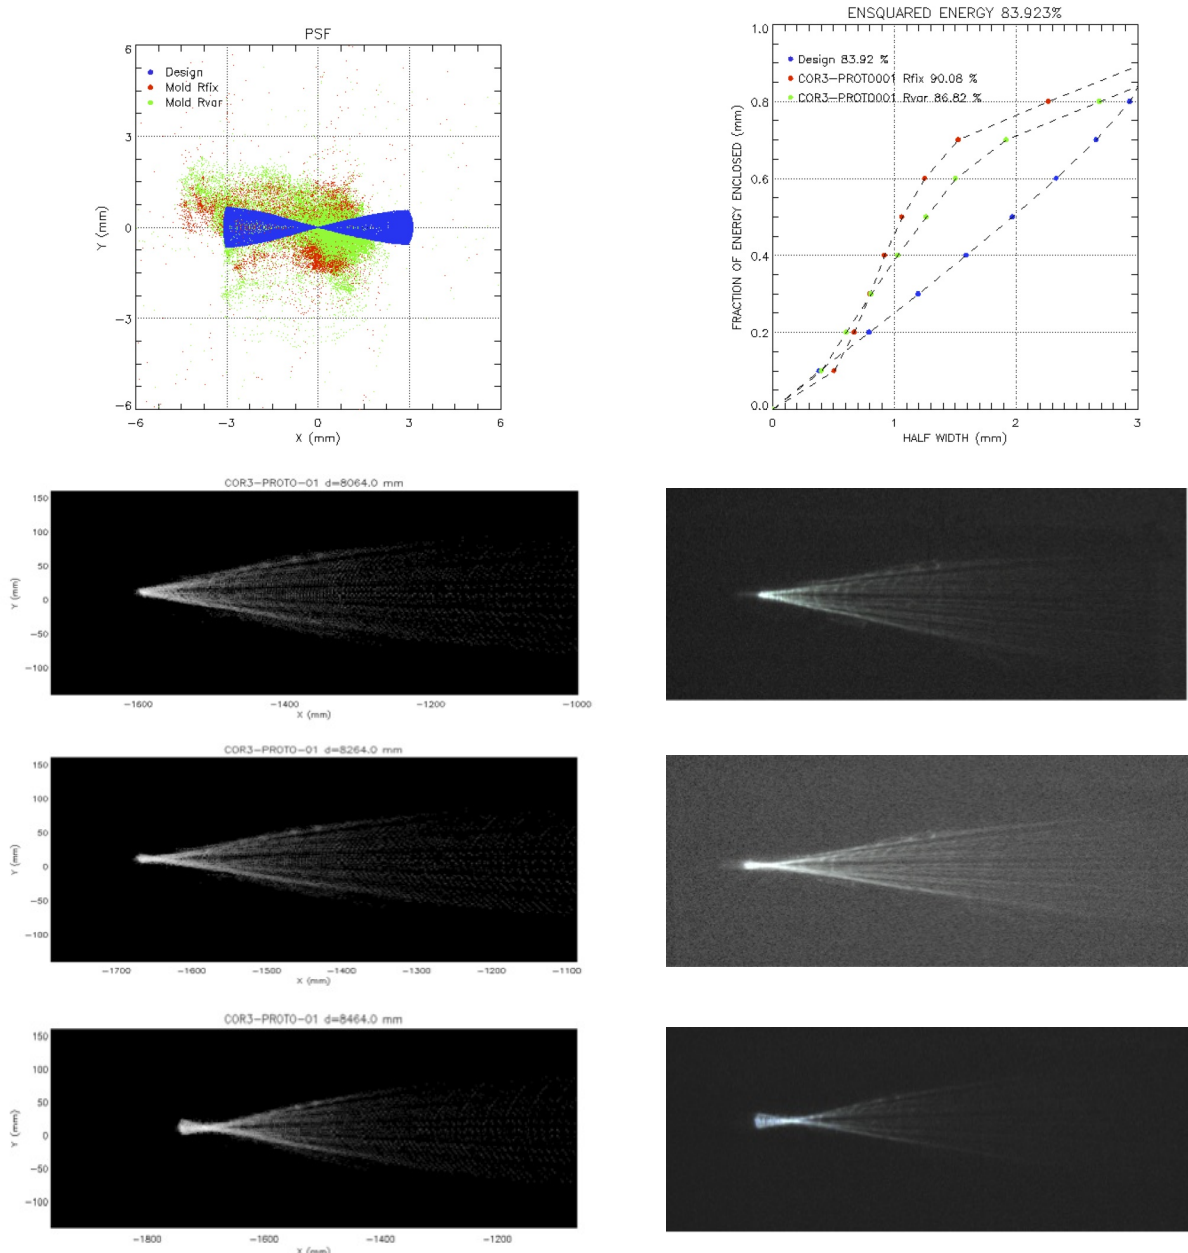 PSF
6
3
0
−3
−6
−6
−3
0
3
6
Y (mm)
X (mm)
Design
Mold Rfix
Mold Rvar
ENSQUARED ENERGY 83.923%
1.0
0.8
0.6
0.4
0.2
0.0
0
1
2
3
FRACTION OF ENERGY ENCLOSED (mm)
HALF WIDTH (mm)
Design 83.92 %
COR3−PROTO001 Rfix 90.08 %
COR3−PROTO001 Rvar 86.82 %
COR3−PROTO−01 d=8064.0 mm
150
100
50
0
−50
−100
Y (mm)
−1600
−1400
−1200
−1000
X (mm)
COR3−PROTO−01 d=8264.0 mm
150
100
50
0
−50
−100
Y (mm)
−1700
−1600
−1500
−1400
−1300
−1200
−1100
X (mm)
COR3−PROTO−01 d=8464.0 mm
150
100
50
0
−50
−100
Y (mm)
−1800
−1600
−1400
−1200
X (mm)